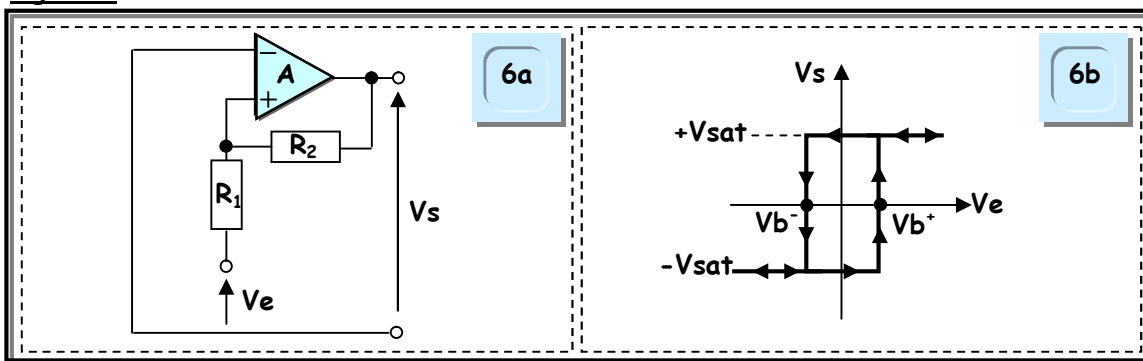 6a
−
A
+
R2
R1
Vs
Ve
6b
Vs
+Vsat
Vb-
Vb+
Ve
-Vsat